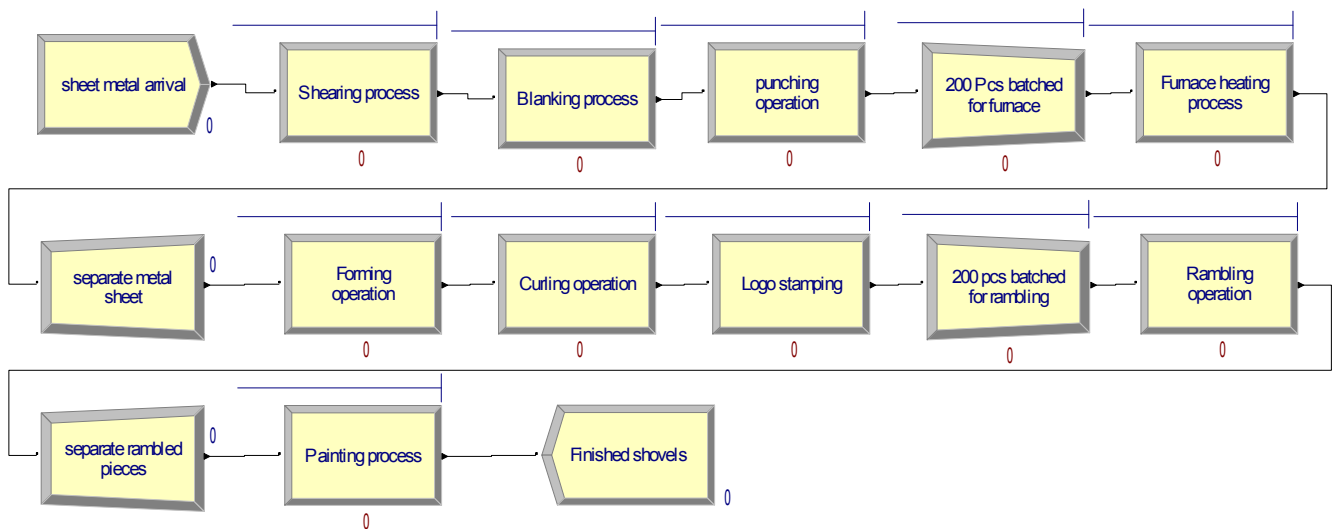 sheet metal arrival
0
Shearing process
0
Blanking process
0
punching
operation
0
200 Pcs batched
for furnace
0
Furnace heating
process
0
separate metal
sheet
0
Forming
operation
0
Curling operation
0
Logo stamping
0
200 pcs batched
for rambling
0
Rambling
operation
0
separate rambled
pieces
0
Painting process
0
Finished shovels
0